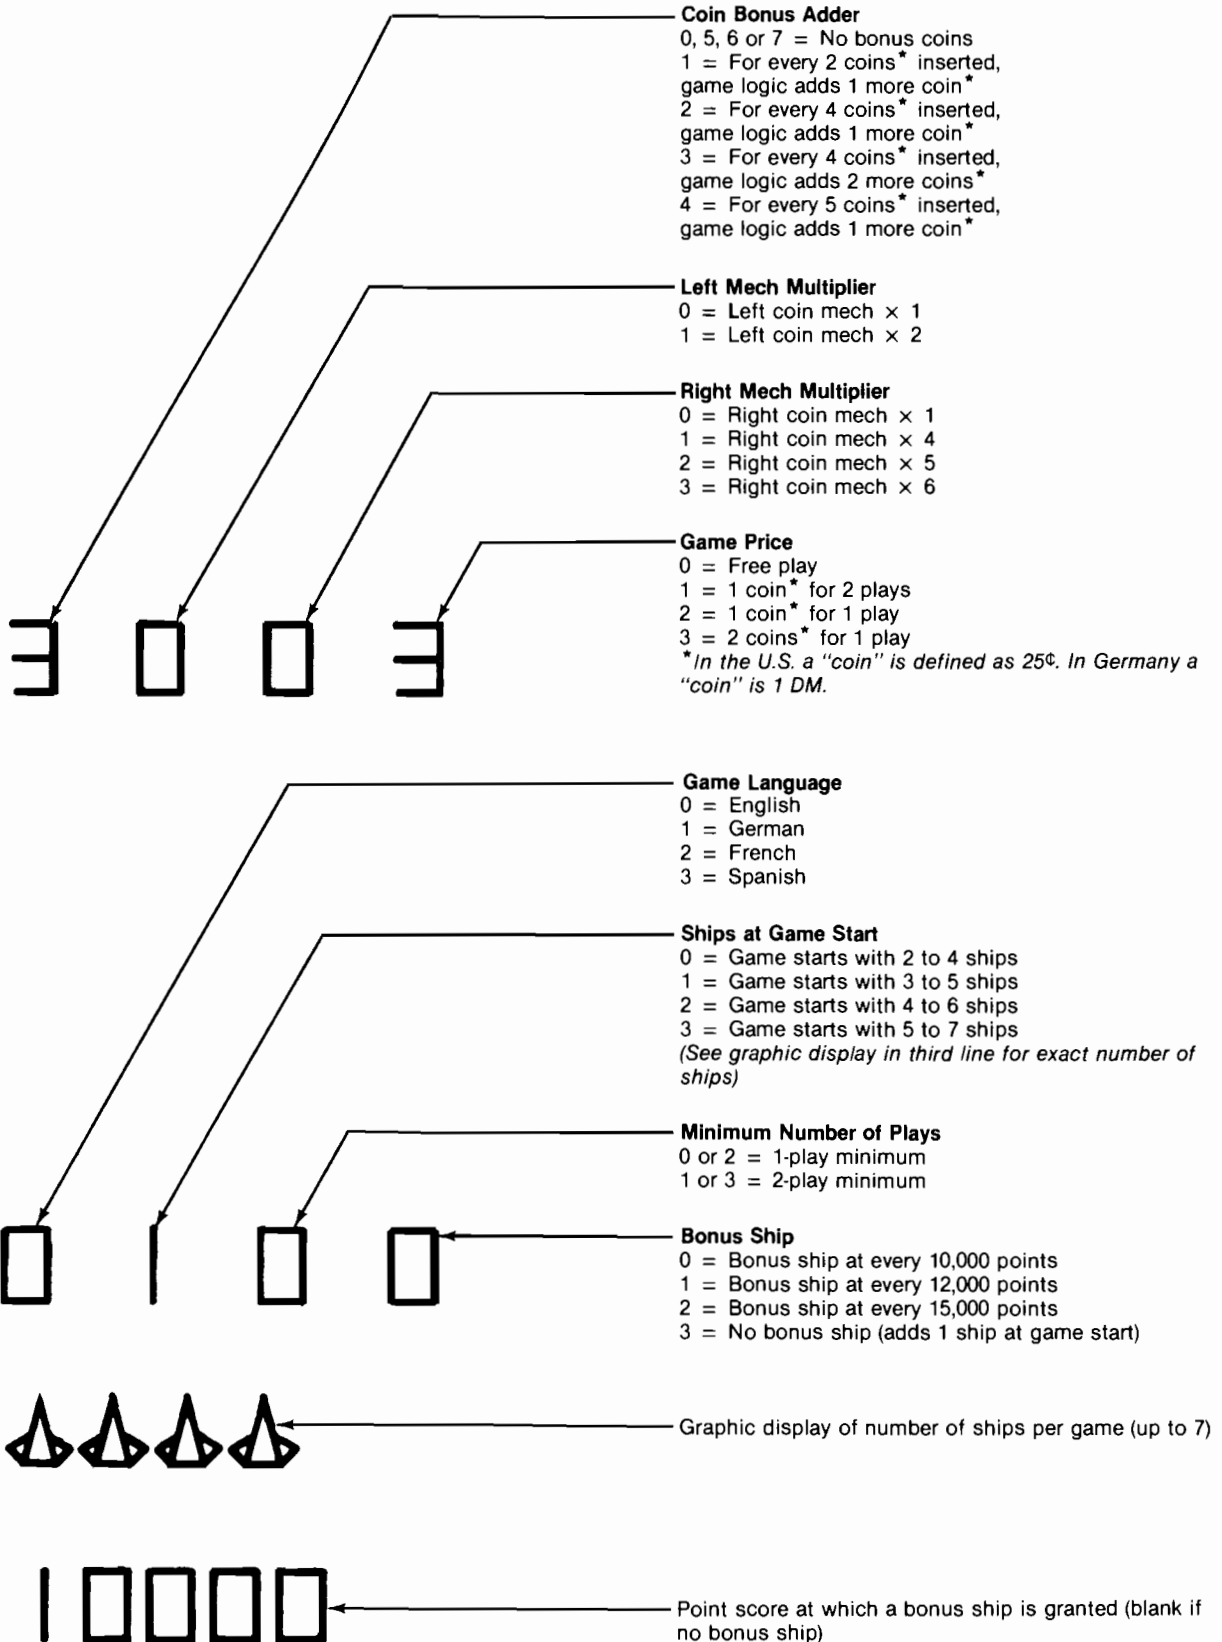 Coin Bonus Adder
0, 5, 6 or 7 = No bonus coins
1 = For every 2 coins* inserted,
game logic adds 1 more coin*
2 = For every 4 coins* inserted,
game logic adds 1 more coin*
3 = For every 4 coins* inserted,
game logic adds 2 more coins*
4 = For every 5 coins* inserted,
game logic adds 1 more coin*
Left Mech Multiplier
0 = Left coin mech × 1
1 = Left coin mech × 2
Right Mech Multiplier
0 = Right coin mech × 1
1 = Right coin mech × 4
2 = Right coin mech × 5
3 = Right coin mech × 6
Game Price
0 = Free play
1 = 1 coin* for 2 plays
2 = 1 coin* for 1 play
3 = 2 coins* for 1 play
*In the U.S. a “coin” is defined as 25¢. In Germany a
“coin” is 1 DM.
3 0 0 3
Game Language
0 = English
1 = German
2 = French
3 = Spanish
Ships at Game Start
0 = Game starts with 2 to 4 ships
1 = Game starts with 3 to 5 ships
2 = Game starts with 4 to 6 ships
3 = Game starts with 5 to 7 ships
(See graphic display in third line for exact number of
ships)
Minimum Number of Plays
0 or 2 = 1-play minimum
1 or 3 = 2-play minimum
0 1 0 0
Bonus Ship
0 = Bonus ship at every 10,000 points
1 = Bonus ship at every 12,000 points
2 = Bonus ship at every 15,000 points
3 = No bonus ship (adds 1 ship at game start)
Graphic display of number of ships per game (up to 7)
1 0 0 0 0
Point score at which a bonus ship is granted (blank if
no bonus ship)